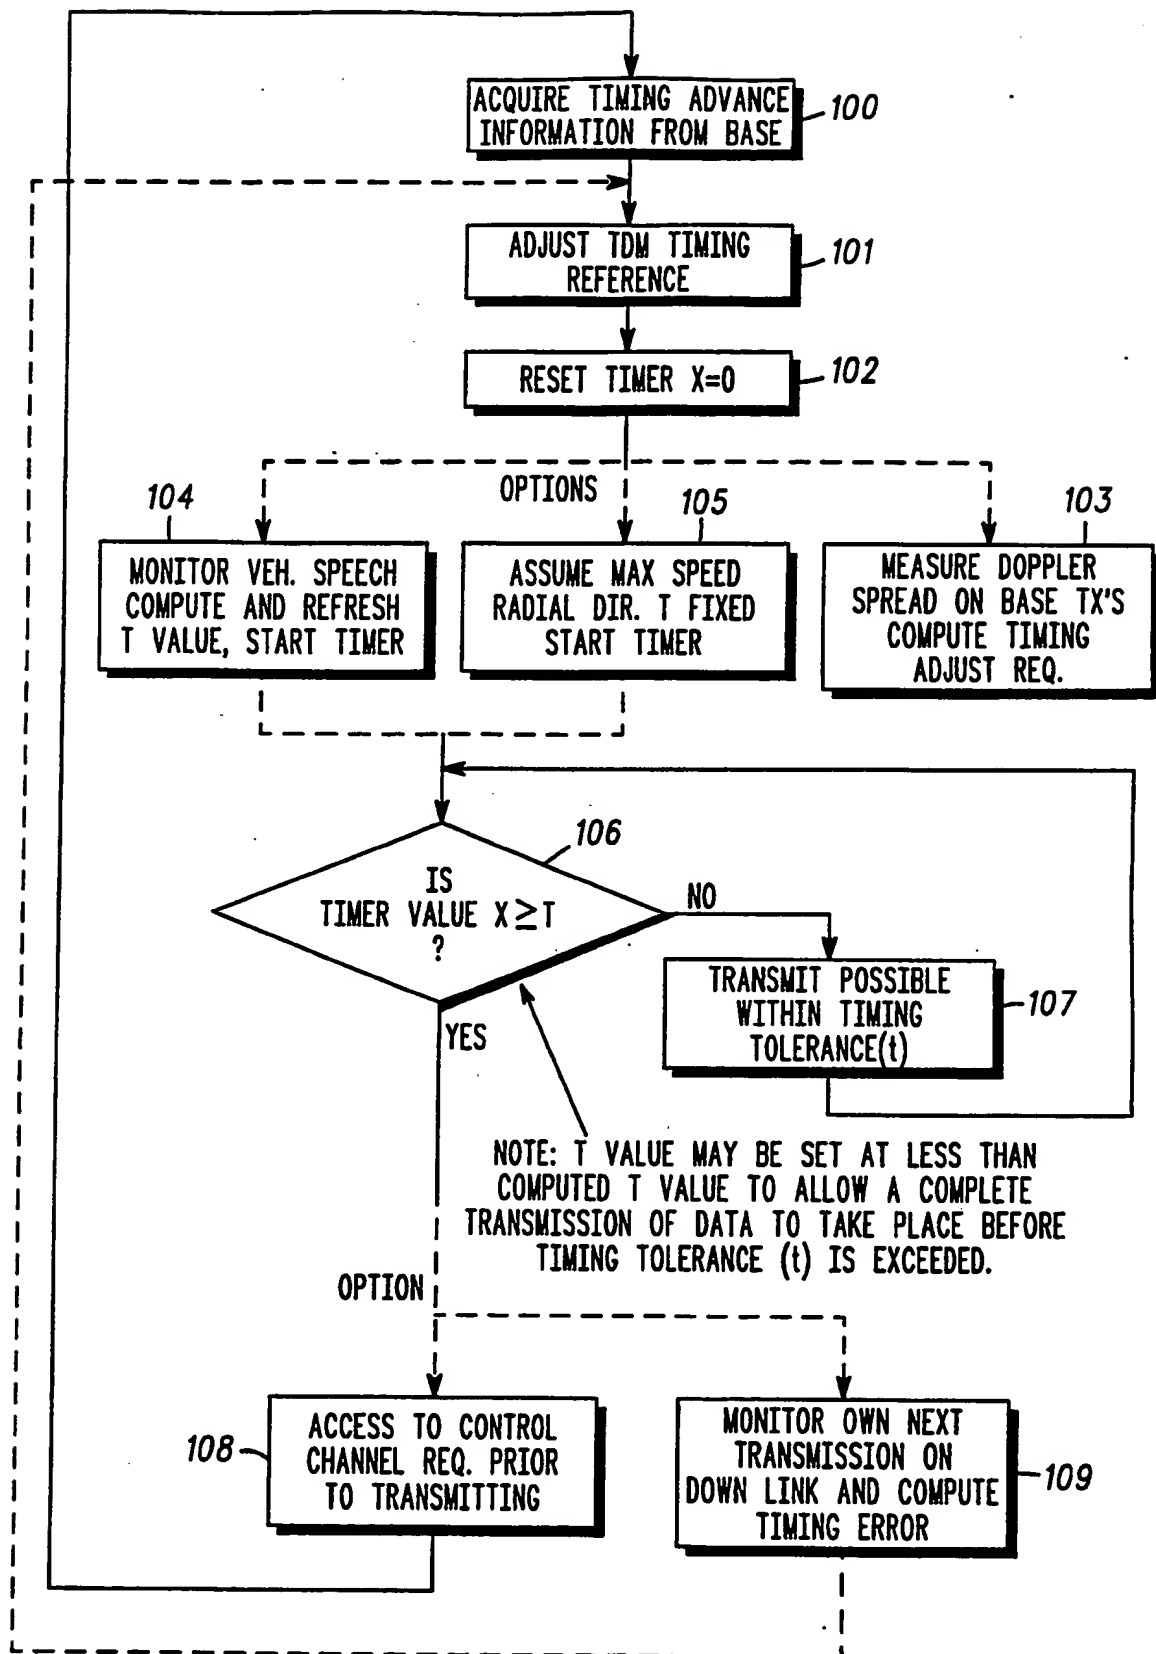 ACQUIRE TIMING ADVANCE
INFORMATION FROM BASE
100
ADJUST TDM TIMING
REFERENCE
101
RESET TIMER X=0
102
OPTIONS
104
MONITOR VEH. SPEECH
COMPUTE AND REFRESH
T VALUE, START TIMER
105
ASSUME MAX SPEED
RADIAL DIR. T FIXED
START TIMER
103
MEASURE DOPPLER
SPREAD ON BASE TX'S
COMPUTE TIMING
ADJUST REQ.
106
IS
TIMER VALUE X≥T
?
NO
YES
TRANSMIT POSSIBLE
WITHIN TIMING
TOLERANCE(t)
107
NOTE: T VALUE MAY BE SET AT LESS THAN
COMPUTED T VALUE TO ALLOW A COMPLETE
TRANSMISSION OF DATA TO TAKE PLACE BEFORE
TIMING TOLERANCE (t) IS EXCEEDED.
OPTION
108
ACCESS TO CONTROL
CHANNEL REQ. PRIOR
TO TRANSMITTING
MONITOR OWN NEXT
TRANSMISSION ON
DOWN LINK AND COMPUTE
TIMING ERROR
109